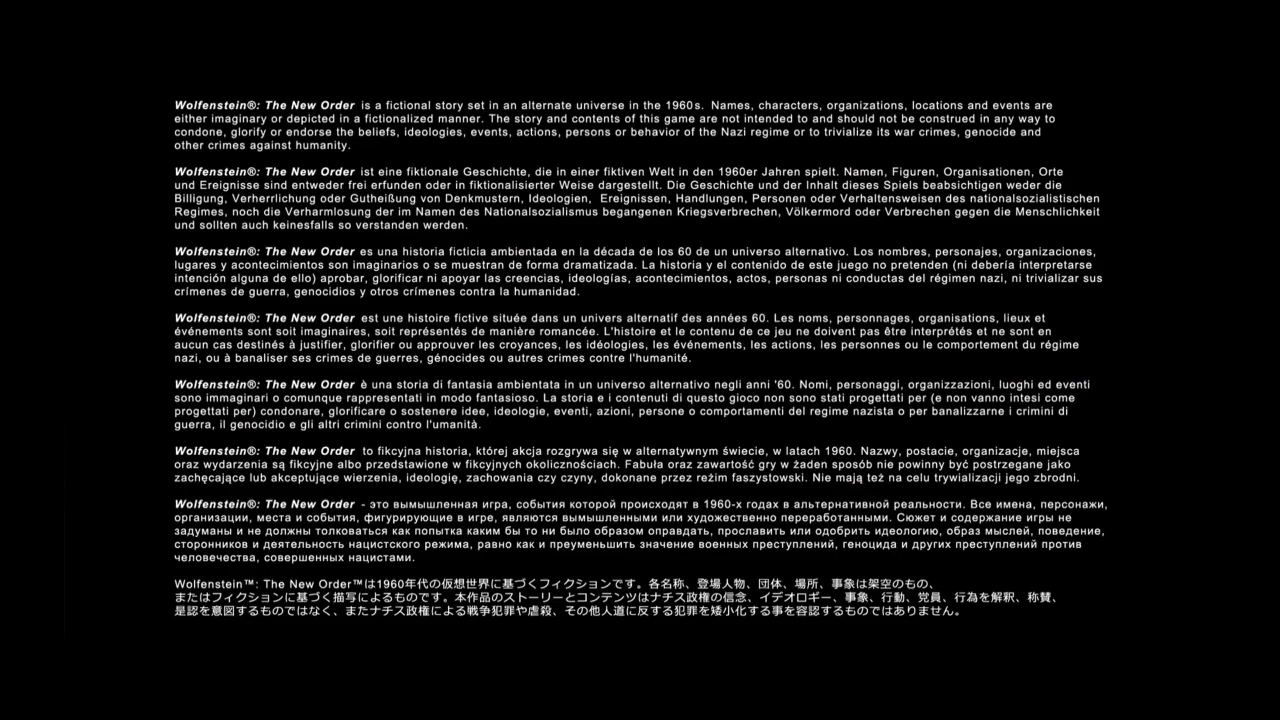 Wolfenstein®: The New Order is a fictional story set in an alternate universe in the 1960s. Names, characters, organizations, locations and events are
either imaginary or depicted in a fictionalized manner. The story and contents of this game are not intended to and should not be construed in any way to
condone, glorify or endorse the beliefs, ideologies, events, actions, persons or behavior of the Nazi regime or to trivialize its war crimes, genocide and
other crimes against humanity.
Wolfenstein®: The New Order ist eine fiktionale Geschichte, die in einer fiktiven Welt in den 1960er Jahren spielt. Namen, Figuren, Organisationen, Orte
und Ereignisse sind entweder frei erfunden oder in fiktionalisierter Weise dargestellt. Die Geschichte und der Inhalt dieses Spiels beabsichtigen weder die
Billigung, Verherrlichung oder Gutheißung von Denkmustern, Ideologien, Ereignissen, Handlungen, Personen oder Verhaltensweisen des nationalsozialistischen
Regimes, noch die Verharmlosung der im Namen des Nationalsozialismus begangenen Kriegsverbrechen, Völkermord oder Verbrechen gegen die Menschlichkeit
und sollten auch keinesfalls so verstanden werden.
Wolfenstein®: The New Order es una historia ficticia ambientada en la década de los 60 de un universo alternativo. Los nombres, personajes, organizaciones,
lugares y acontecimientos son imaginarios o se muestran de forma dramatizada. La historia y el contenido de este juego no pretenden (ni debería interpretarse
intención alguna de ello) aprobar, glorificar ni apoyar las creencias, ideologías, acontecimientos, actos, personas ni conductas del régimen nazi, ni trivializar sus
crímenes de guerra, genocidios y otros crímenes contra la humanidad.
Wolfenstein®: The New Order est une histoire fictive située dans un univers alternatif des années 60. Les noms, personnages, organisations, lieux et
événements sont soit imaginaires, soit représentés de manière romancée. L'histoire et le contenu de ce jeu ne doivent pas être interprétés et ne sont en
aucun cas destinés à justifier, glorifier ou approuver les croyances, les idéologies, les événements, les actions, les personnes ou le comportement du régime
nazi, ou à banaliser ses crimes de guerres, génocides ou autres crimes contre l'humanité.
Wolfenstein®: The New Order è una storia di fantasia ambientata in un universo alternativo negli anni '60. Nomi, personaggi, organizzazioni, luoghi ed eventi
sono immaginari o comunque rappresentati in modo fantasioso. La storia e i contenuti di questo gioco non sono stati progettati per (e non vanno intesi come
progettati per) condonare, glorificare o sostenere idee, ideologie, eventi, azioni, persone o comportamenti del regime nazista o per banalizzarne i crimini di
guerra, il genocidio e gli altri crimini contro l'umanità.
Wolfenstein®: The New Order to fikcyjna historia, której akcja rozgrywa się w alternatywnym świecie, w latach 1960. Nazwy, postacie, organizacje, miejsca
oraz wydarzenia są fikcyjne albo przedstawione w fikcyjnych okolicznościach. Fabuła oraz zawartość gry w żaden sposób nie powinny być postrzegane jako
zachęcające lub akceptujące wierzenia, ideologię, zachowania czy czyny, dokonane przez reżim faszystowski. Nie mają też na celu trywializacji jego zbrodni.
Wolfenstein®: The New Order - это вымышленная игра, события которой происходят в 1960-х годах в альтернативной реальности. Все имена, персонажи,
организации, места и события, фигурирующие в игре, являются вымышленными или художественно переработанными. Сюжет и содержание игры не
задуманы и не должны толковаться как попытка каким бы то ни было образом оправдать, прославить или одобрить идеологию, образ мыслей, поведение,
сторонников и деятельность нацистского режима, равно как и преуменьшить значение военных преступлений, геноцида и других преступлений против
человечества, совершенных нацистами.
Wolfenstein™: The New Order™は1960年代の仮想世界に基づくフィクションです。各名称、登場人物、団体、場所、事象は架空のもの、
またはフィクションに基づく描写によるものです。本作品のストーリーとコンテンツはナチス政権の信念、イデオロギー、事象、行動、党員、行為を解釈、称賛、
是認を意図するものではなく、またナチス政権による戦争犯罪や虐殺、その他人道に反する犯罪を矮小化する事を容認するものではありません。